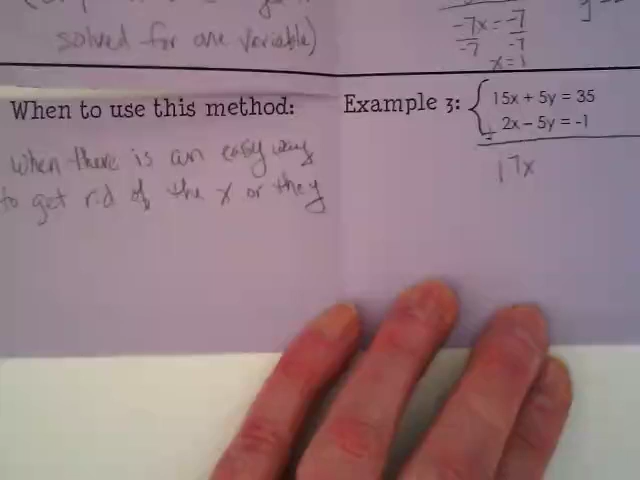 solved for one variable)
-7x = -7
-7 -7
x = 1
When to use this method:
When there is an easy way
to get rid of the x or the y
Example 3:
15x + 5y = 35
+ 2x – 5y = -1
17x